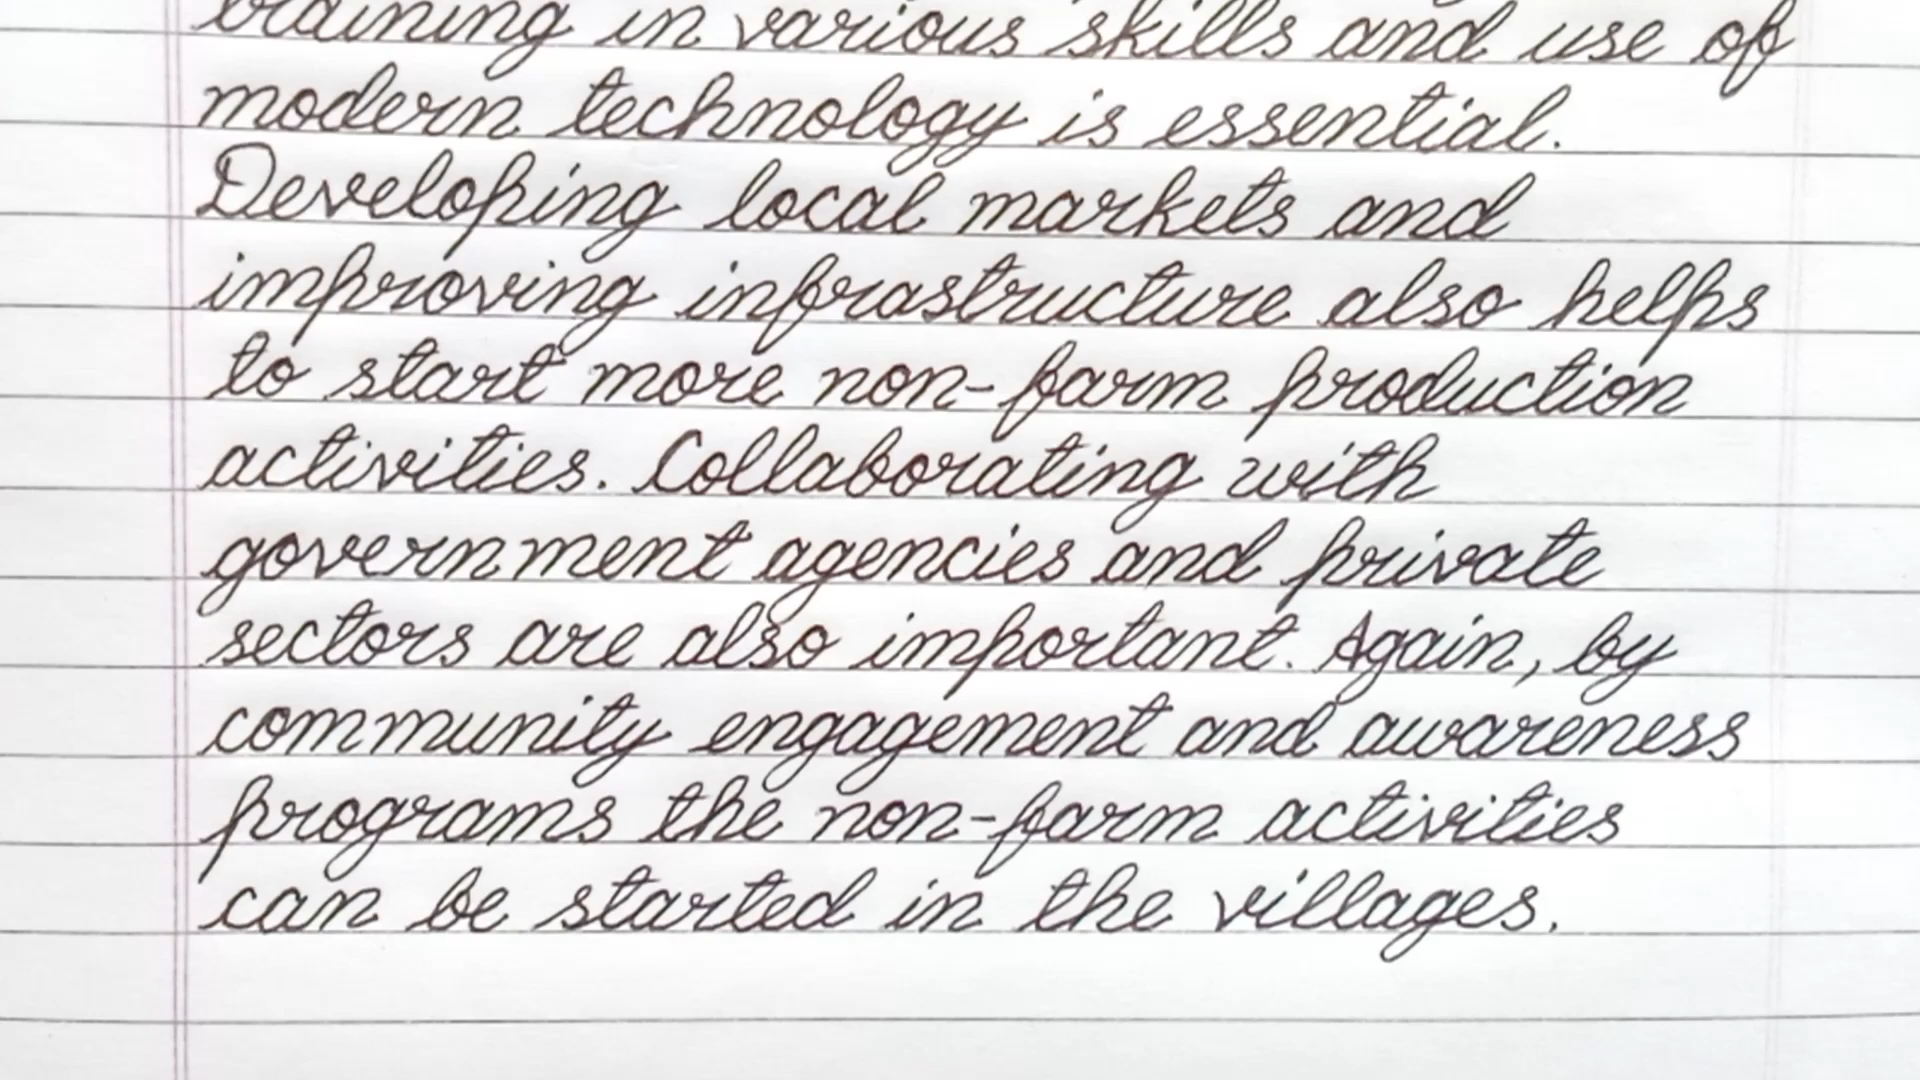 training in various skills and use of
modern technology is essential.
Developing local markets and
improving infrastructure also helps
to start more non-farm production
activities. Collaborating with
government agencies and private
sectors are also important. Again, by
community engagement and awareness
programs the non-farm activities
can be started in the villages.